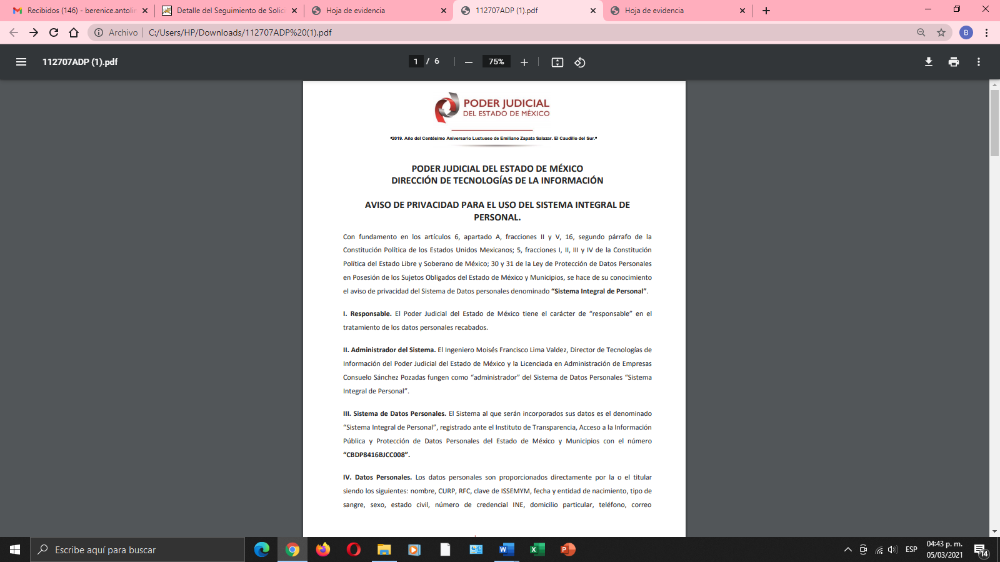 Recibidos (146) - berenice.antolin
Detalle del Seguimiento de Solic
Hoja de evidencia
112707ADP (1).pdf
Hoja de evidencia
Archivo
C:/Users/HP/Downloads/112707ADP%20(1).pdf
B
112707ADP (1).pdf
1 / 6
75%
PODER JUDICIAL
DEL ESTADO DE MÉXICO
"2019. Año del Centésimo Aniversario Luctuoso de Emiliano Zapata Salazar. El Caudillo del Sur."
PODER JUDICIAL DEL ESTADO DE MÉXICO
DIRECCIÓN DE TECNOLOGÍAS DE LA INFORMACIÓN
AVISO DE PRIVACIDAD PARA EL USO DEL SISTEMA INTEGRAL DE
PERSONAL.
Con fundamento en los artículos 6, apartado A, fracciones II y V, 16, segundo párrafo de la
Constitución Política de los Estados Unidos Mexicanos; 5, fracciones I, II, III y IV de la Constitución
Política del Estado Libre y Soberano de México; 30 y 31 de la Ley de Protección de Datos Personales
en Posesión de los Sujetos Obligados del Estado de México y Municipios, se hace de su conocimiento
el aviso de privacidad del Sistema de Datos personales denominado “Sistema Integral de Personal”.
I. Responsable. El Poder Judicial del Estado de México tiene el carácter de “responsable” en el
tratamiento de los datos personales recabados.
II. Administrador del Sistema. El Ingeniero Moisés Francisco Lima Valdez, Director de Tecnologías de
Información del Poder Judicial del Estado de México y la Licenciada en Administración de Empresas
Consuelo Sánchez Pozadas fungen como “administrador” del Sistema de Datos Personales “Sistema
Integral de Personal”.
III. Sistema de Datos Personales. El Sistema al que serán incorporados sus datos es el denominado
“Sistema Integral de Personal”, registrado ante el Instituto de Transparencia, Acceso a la Información
Pública y Protección de Datos Personales del Estado de México y Municipios con el número
“CBDP8416BJCC008”.
IV. Datos Personales. Los datos personales son proporcionados directamente por la o el titular
siendo los siguientes: nombre, CURP, RFC, clave de ISSEMYM, fecha y entidad de nacimiento, tipo de
sangre, sexo, estado civil, número de credencial INE, domicilio particular, teléfono, correo
Escribe aquí para buscar
ESP
04:43 p. m.
05/03/2021
14